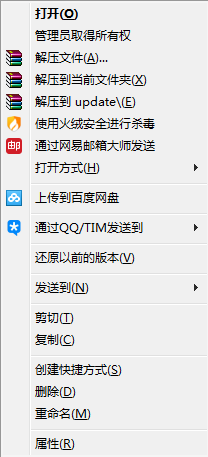 打开(O)
管理员取得所有权
解压文件(A)...
解压到当前文件夹(X)
解压到 update\(E)
使用火绒安全进行杀毒
邮 通过网易邮箱大师发送
打开方式(H)
上传到百度网盘
通过QQ/TIM发送到
还原以前的版本(V)
发送到(N)
剪切(T)
复制(C)
创建快捷方式(S)
删除(D)
重命名(M)
属性(R)